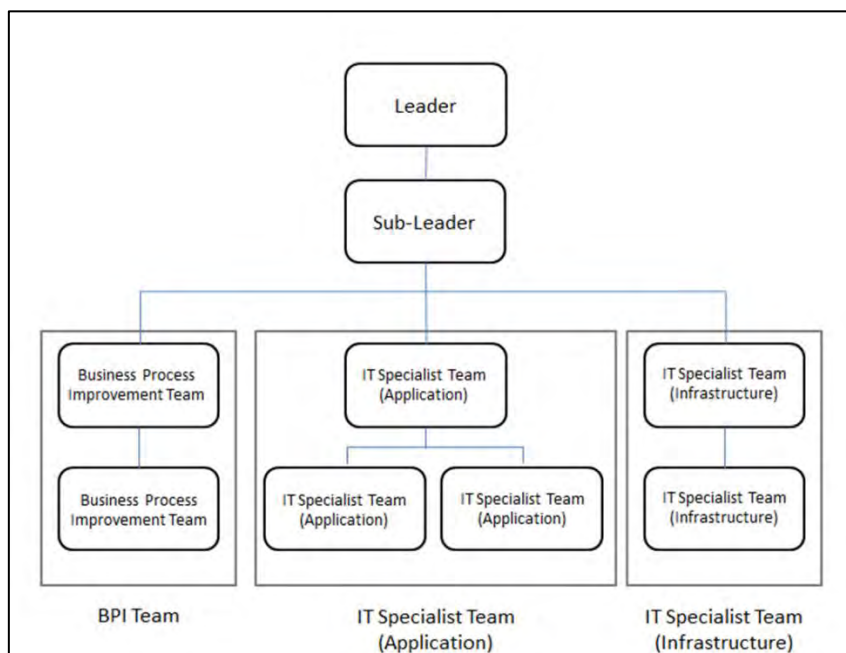 Leader
Sub-Leader
Business Process
Improvement Team
IT Specialist Team
(Application)
IT Specialist Team
(Infrastructure)
Business Process
Improvement Team
IT Specialist Team
(Application)
IT Specialist Team
(Application)
IT Specialist Team
(Infrastructure)
BPI Team
IT Specialist Team
(Application)
IT Specialist Team
(Infrastructure)